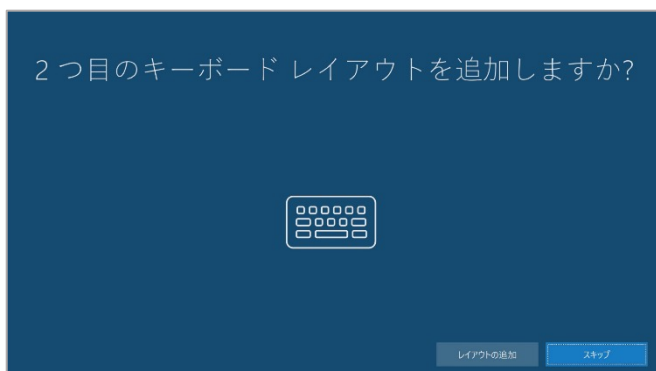 2 つ目のキーボード レイアウトを追加しますか?
レイアウトの追加
スキップ